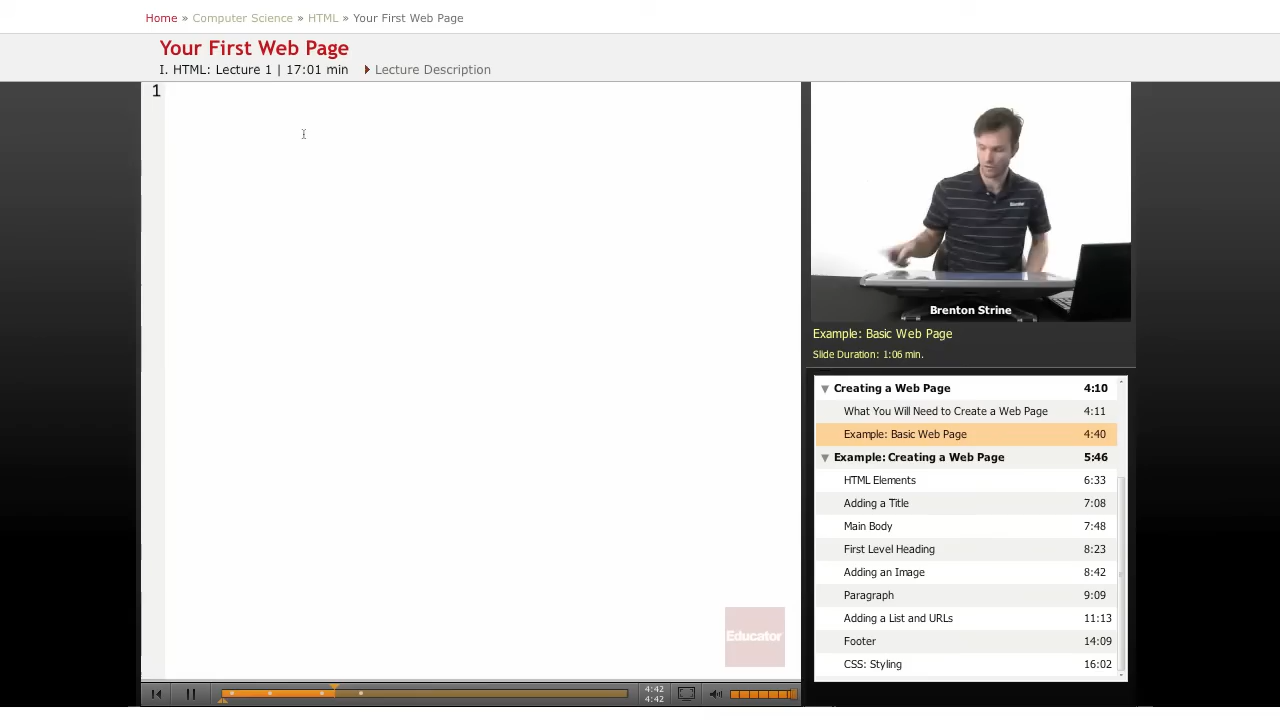 Home » Computer Science » HTML » Your First Web Page
Your First Web Page
I. HTML: Lecture 1 | 17:01 min Lecture Description
1
Brenton Strine
Example: Basic Web Page
Slide Duration: 1:06 min.
Creating a Web Page 4:10
What You Will Need to Create a Web Page 4:11
Example: Basic Web Page 4:40
Example: Creating a Web Page 5:46
HTML Elements 6:33
Adding a Title 7:08
Main Body 7:48
First Level Heading 8:23
Adding an Image 8:42
Paragraph 9:09
Adding a List and URLs 11:13
Footer 14:09
CSS: Styling 16:02
Educator
4:42
4:42